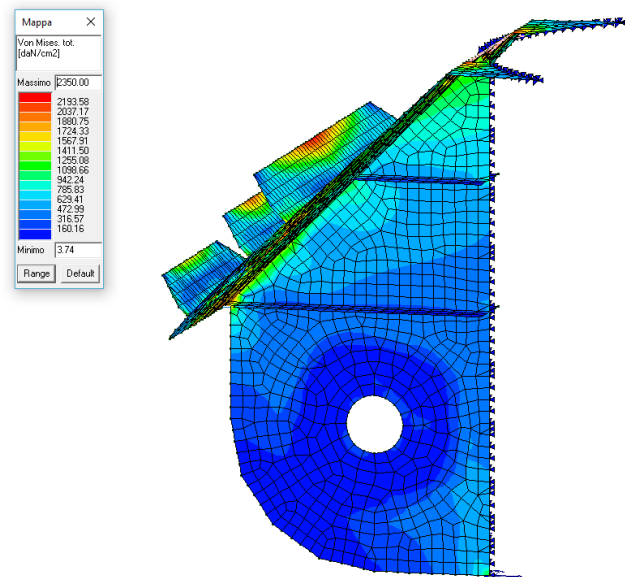 Mappa
Von Mises. tot.
[daN/cm2]
Massimo 2350.00
2193.58
2037.17
1880.75
1724.33
1567.91
1411.50
1255.08
1098.66
942.24
785.83
629.41
472.99
316.57
160.16
Minimo 3.74
Range Default